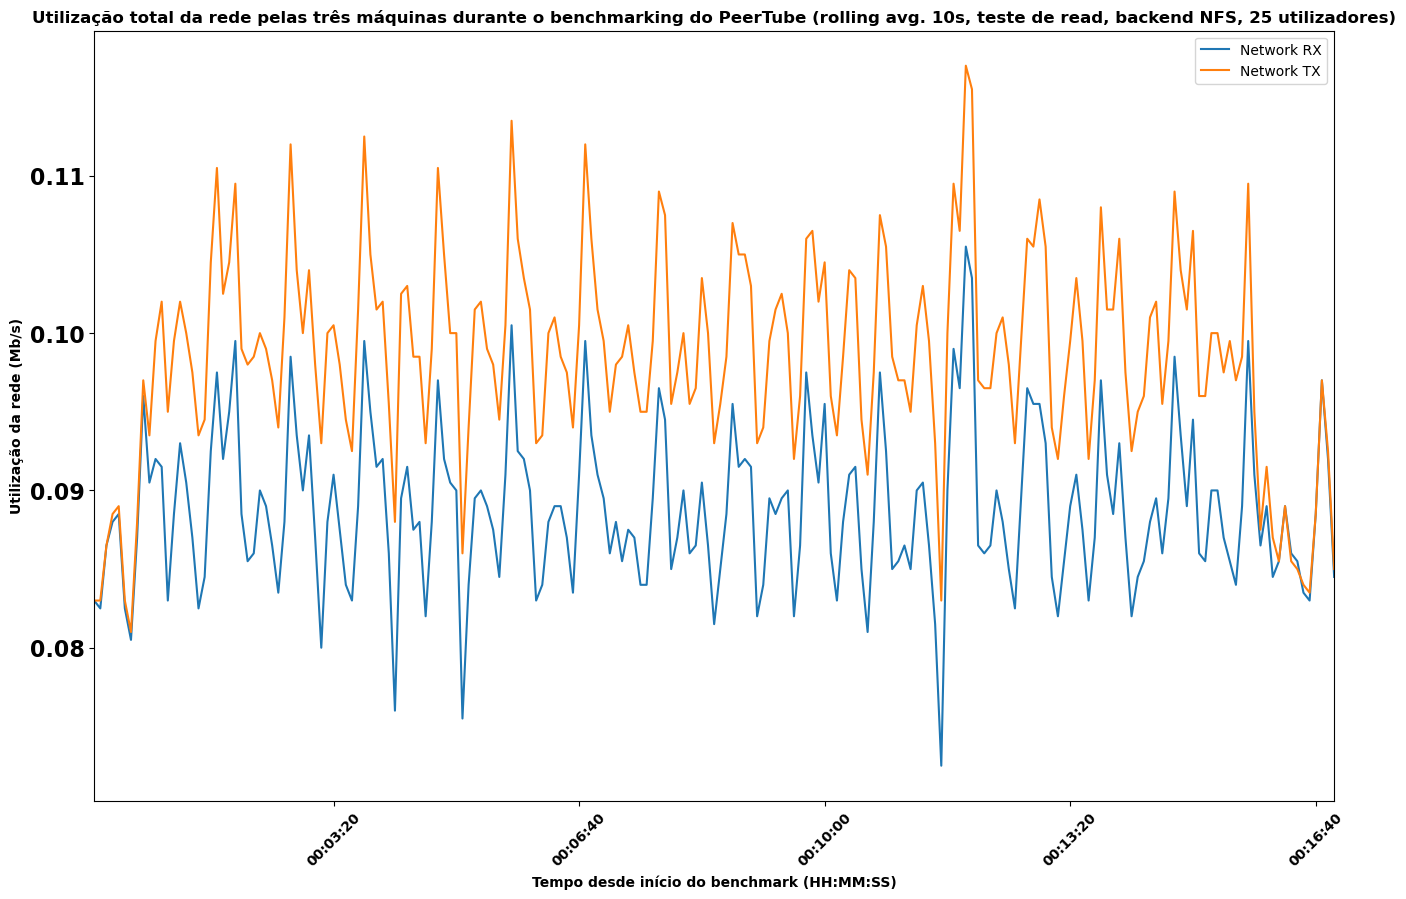 Utilização total da rede pelas três máquinas durante o benchmarking do PeerTube (rolling avg. 10s, teste de read, backend NFS, 25 utilizadores)
Network RX
Network TX
Utilização da rede (Mb/s)
0.11
0.10
0.09
0.08
00:03:20
00:06:40
00:10:00
00:13:20
00:16:40
Tempo desde início do benchmark (HH:MM:SS)